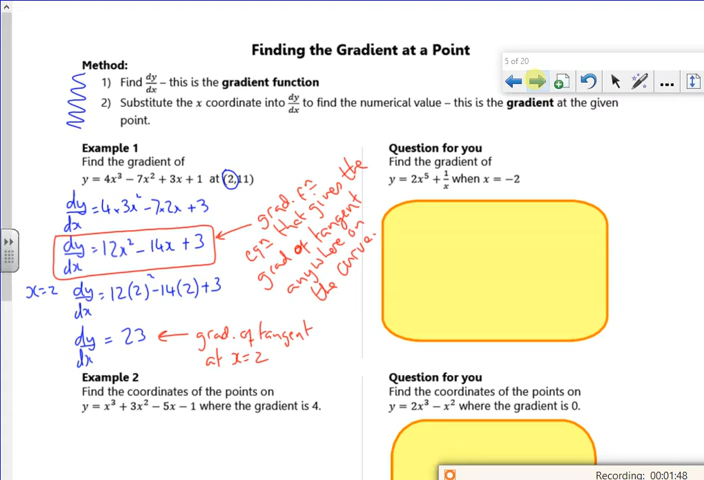 Finding the Gradient at a Point
5 of 20
Method:
1) Find dy/dx – this is the gradient function
2) Substitute the x coordinate into dy/dx to find the numerical value – this is the gradient at the given
point.
Example 1
Find the gradient of
y = 4x³ − 7x² + 3x + 1 at (2,11)
dy/dx = 4×3x² − 7×2x + 3
dy/dx = 12x² − 14x + 3
x=2 dy/dx = 12(2)² − 14(2) + 3
dy/dx = 23 ← grad. of tangent
at x=2
grad. fⁿ
eqⁿ that gives the
grad of tangent
anywhere on
the curve.
Question for you
Find the gradient of
y = 2x⁵ + 1/x when x = −2
Example 2
Find the coordinates of the points on
y = x³ + 3x² − 5x − 1 where the gradient is 4.
Question for you
Find the coordinates of the points on
y = 2x³ − x² where the gradient is 0.
Recording: 00:01:48